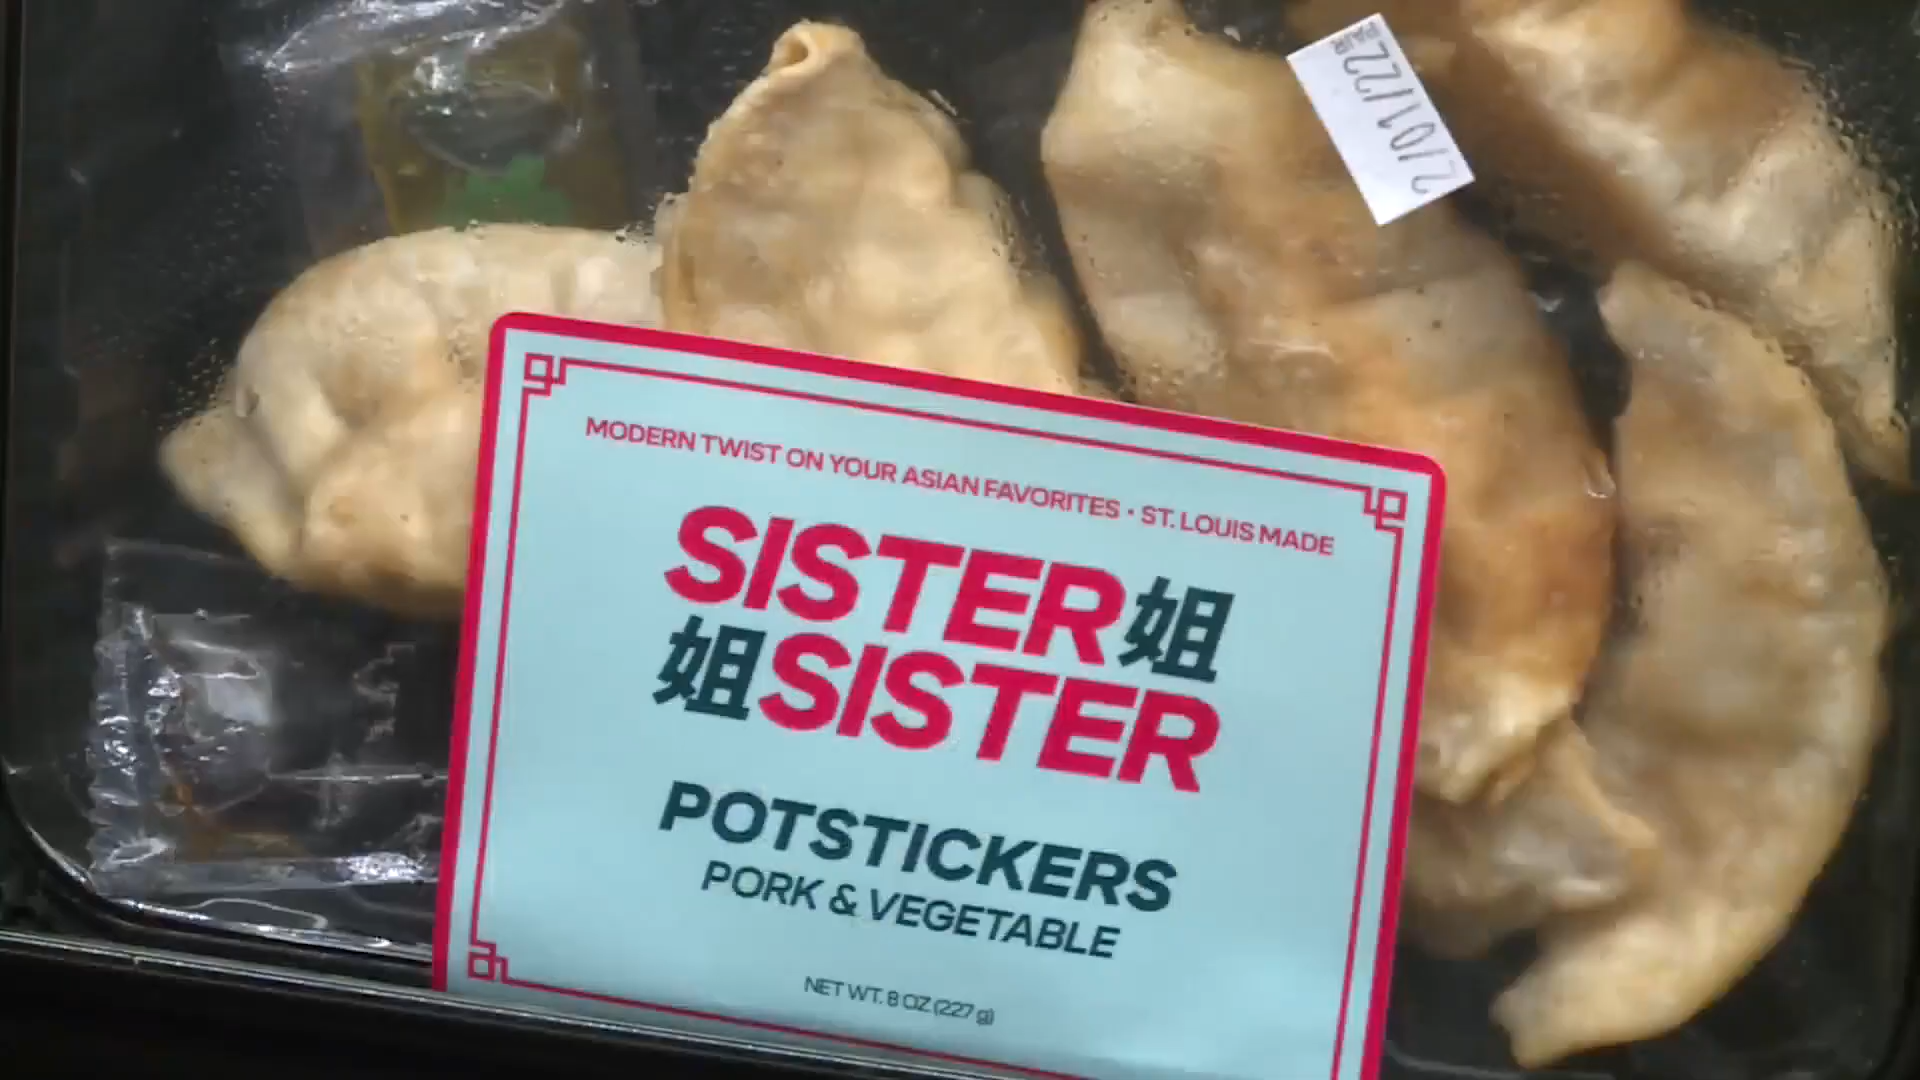 2/01/22
PAIR
MODERN TWIST ON YOUR ASIAN FAVORITES • ST. LOUIS MADE
SISTER姐
姐SISTER
POTSTICKERS
PORK & VEGETABLE
NET WT. 8 OZ (227 g)